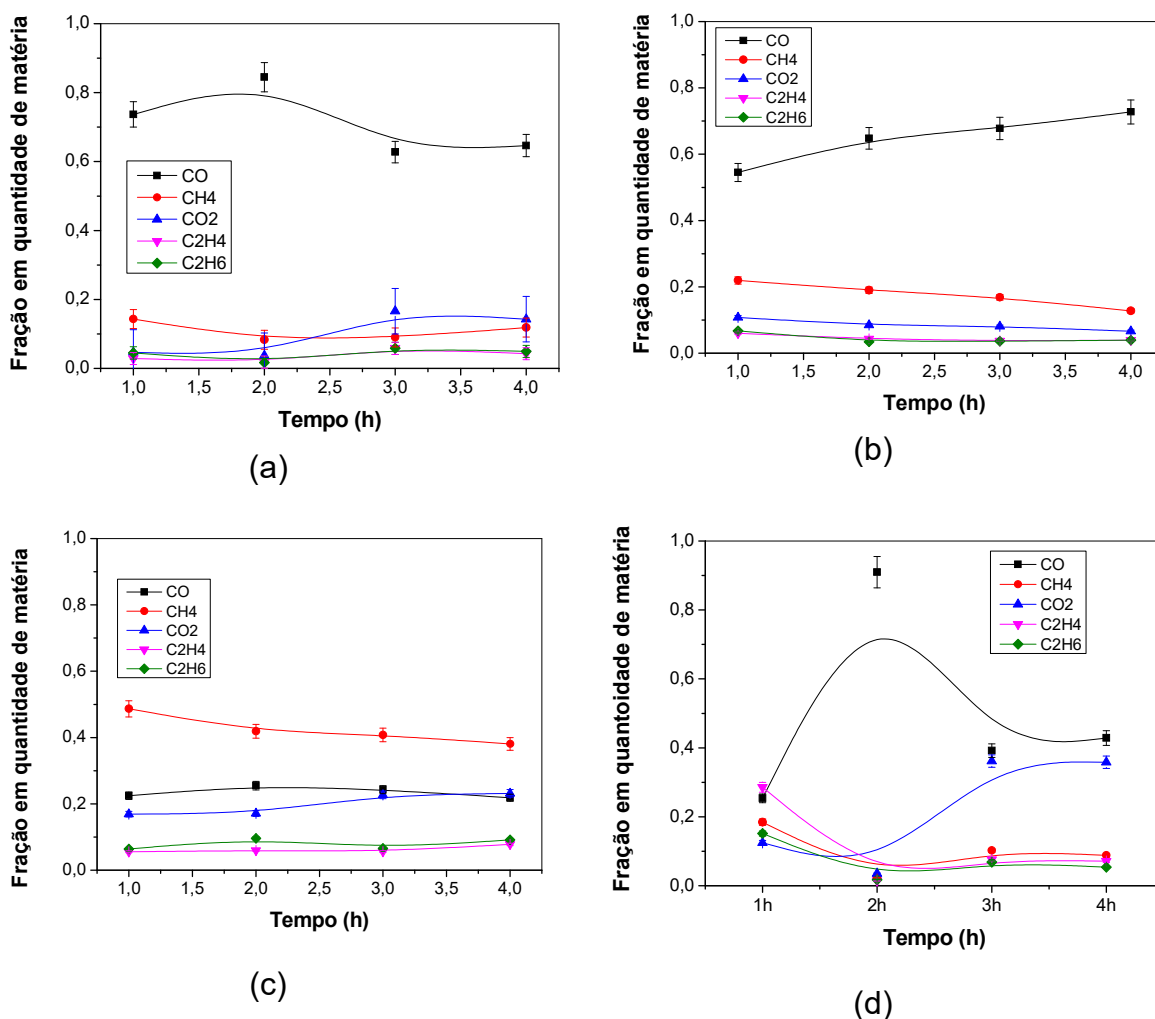 Fração em quantidade de matéria
1,0
0,8
0,6
0,4
0,2
0,0
CO
CH4
CO2
C2H4
C2H6
1,0 1,5 2,0 2,5 3,0 3,5 4,0
Tempo (h)
(a)
Fração em quantidade de matéria
1,0
0,8
0,6
0,4
0,2
0,0
CO
CH4
CO2
C2H4
C2H6
1,0 1,5 2,0 2,5 3,0 3,5 4,0
Tempo (h)
(b)
Fração em quantidade de matéria
1,0
0,8
0,6
0,4
0,2
0,0
CO
CH4
CO2
C2H4
C2H6
1,0 1,5 2,0 2,5 3,0 3,5 4,0
Tempo (h)
(c)
Fração em quantoidade de matéria
1,0
0,8
0,6
0,4
0,2
0,0
CO
CH4
CO2
C2H4
C2H6
1h 2h 3h 4h
Tempo (h)
(d)